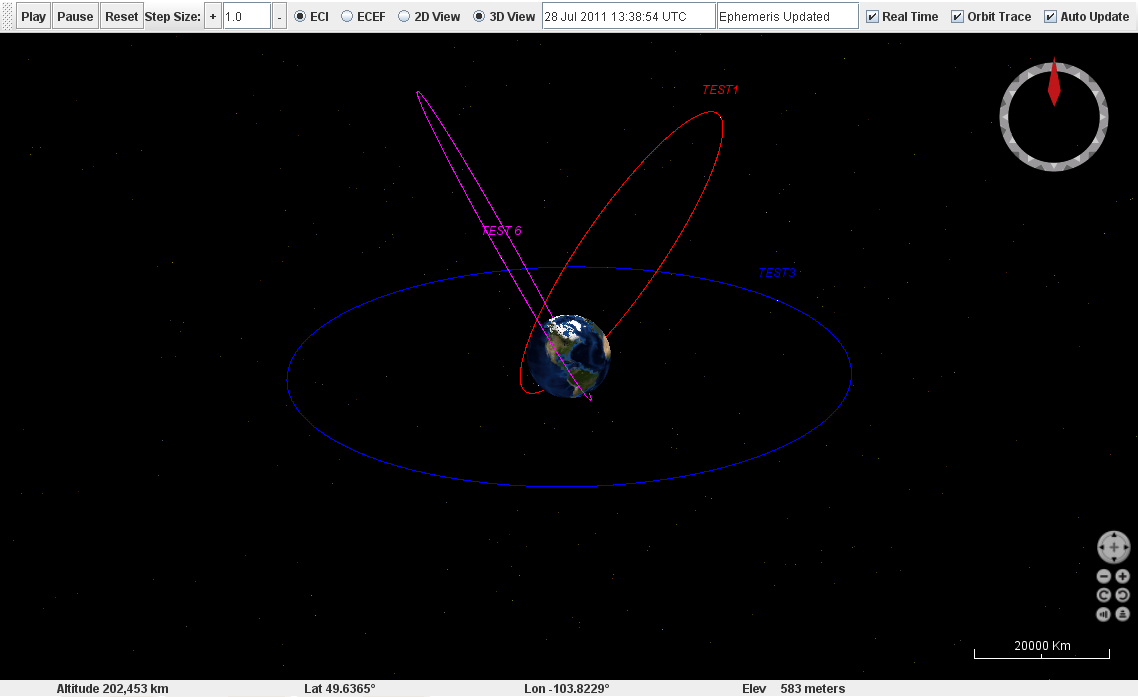 Play Pause Reset Step Size: + 1.0 - ECI ECEF 2D View 3D View 28 Jul 2011 13:38:54 UTC Ephemeris Updated Real Time Orbit Trace Auto Update
TEST1
TEST 6
TEST3
20000 Km
Altitude 202,453 km Lat 49.6365° Lon -103.8229° Elev 583 meters